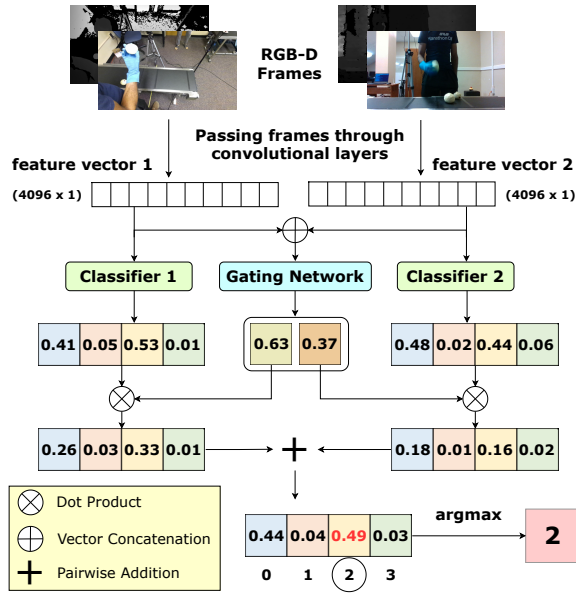 RGB-D
Frames
Passing frames through
convolutional layers
feature vector 1
feature vector 2
(4096 x 1)
(4096 x 1)
Classifier 1
Gating Network
Classifier 2
0.41 0.05 0.53 0.01
0.63 0.37
0.48 0.02 0.44 0.06
0.26 0.03 0.33 0.01
0.18 0.01 0.16 0.02
Dot Product
Vector Concatenation
Pairwise Addition
0.44 0.04 0.49 0.03
0 1 2 3
argmax
2